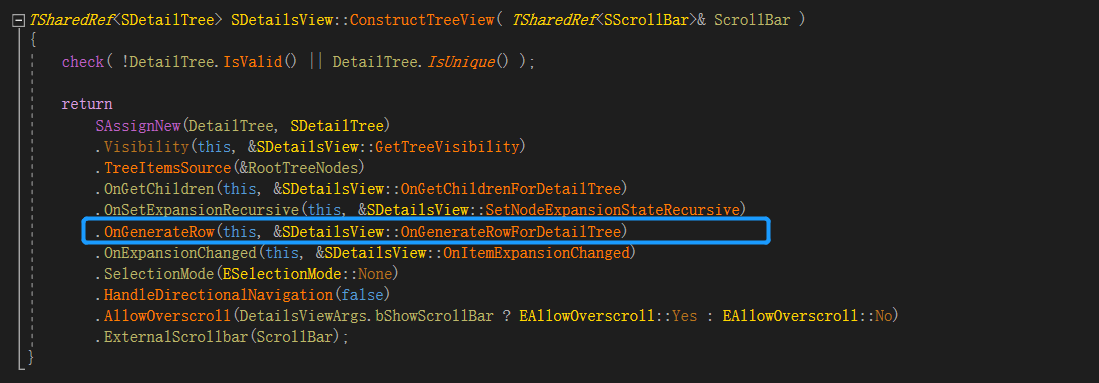 TSharedRef<SDetailTree> SDetailsView::ConstructTreeView( TSharedRef<SScrollBar>& ScrollBar )
{
check( !DetailTree.IsValid() || DetailTree.IsUnique() );
return
SAssignNew(DetailTree, SDetailTree)
.Visibility(this, &SDetailsView::GetTreeVisibility)
.TreeItemsSource(&RootTreeNodes)
.OnGetChildren(this, &SDetailsView::OnGetChildrenForDetailTree)
.OnSetExpansionRecursive(this, &SDetailsView::SetNodeExpansionStateRecursive)
.OnGenerateRow(this, &SDetailsView::OnGenerateRowForDetailTree)
.OnExpansionChanged(this, &SDetailsView::OnItemExpansionChanged)
.SelectionMode(ESelectionMode::None)
.HandleDirectionalNavigation(false)
.AllowOverscroll(DetailsViewArgs.bShowScrollBar ? EAllowOverscroll::Yes : EAllowOverscroll::No)
.ExternalScrollbar(ScrollBar);
}